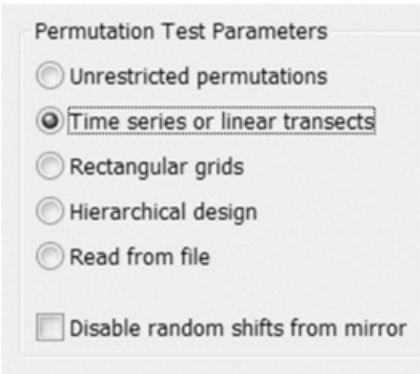 Permutation Test Parameters
Unrestricted permutations
Time series or linear transects
Rectangular grids
Hierarchical design
Read from file
Disable random shifts from mirror